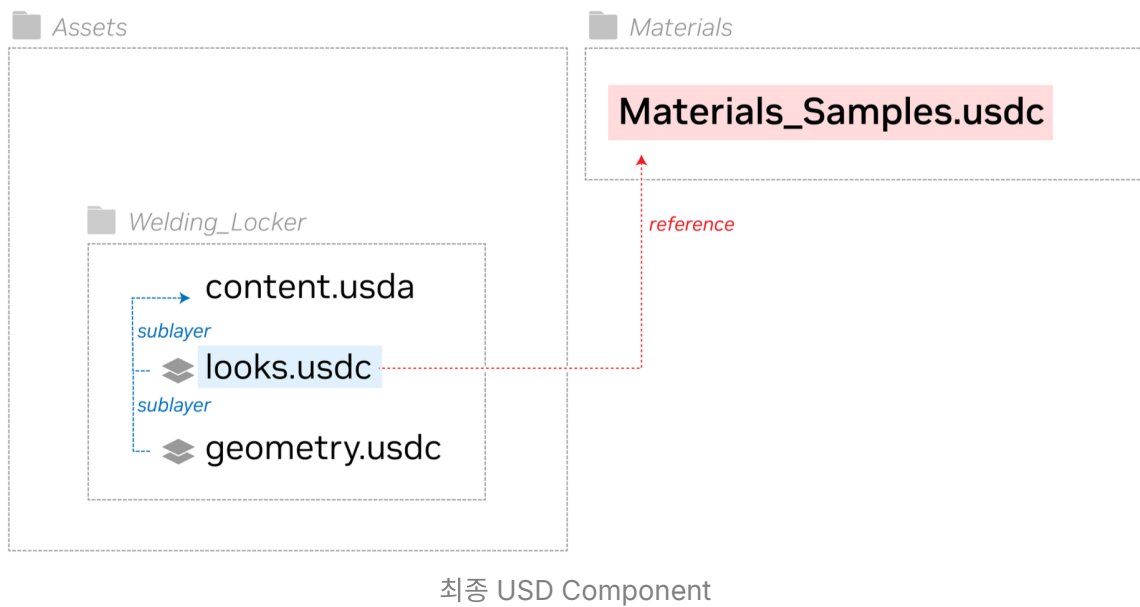 Assets
Materials
Materials_Samples.usdc
Welding_Locker
reference
content.usda
sublayer
looks.usdc
sublayer
geometry.usdc
최종 USD Component